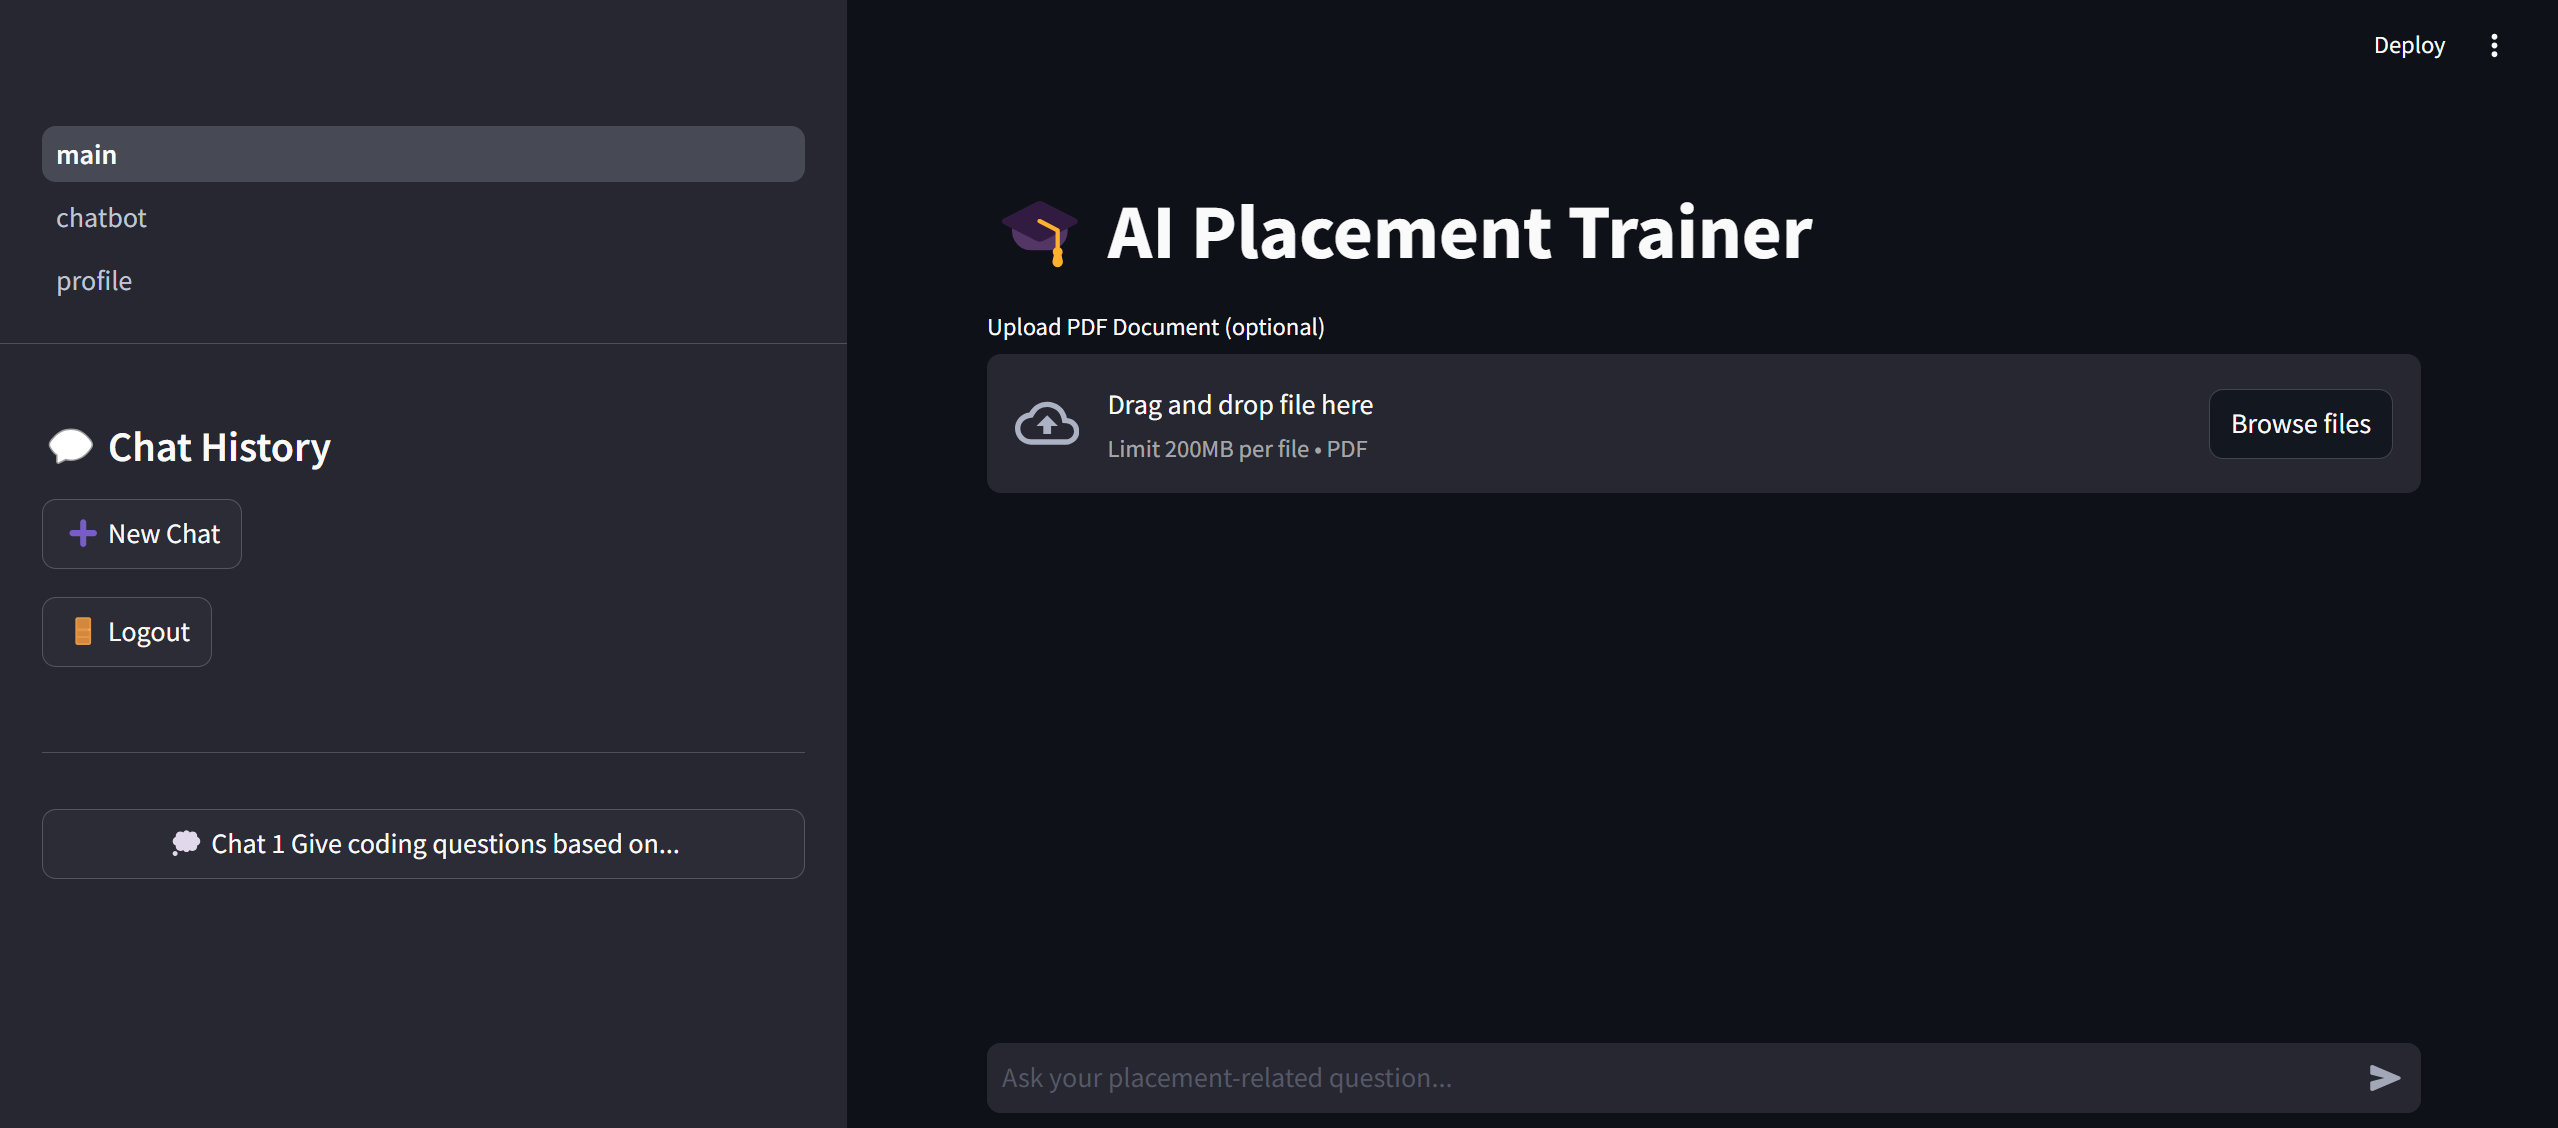 main
chatbot
profile
Chat History
New Chat
Logout
Chat 1 Give coding questions based on...
Deploy
AI Placement Trainer
Upload PDF Document (optional)
Drag and drop file here
Limit 200MB per file • PDF
Browse files
Ask your placement-related question...